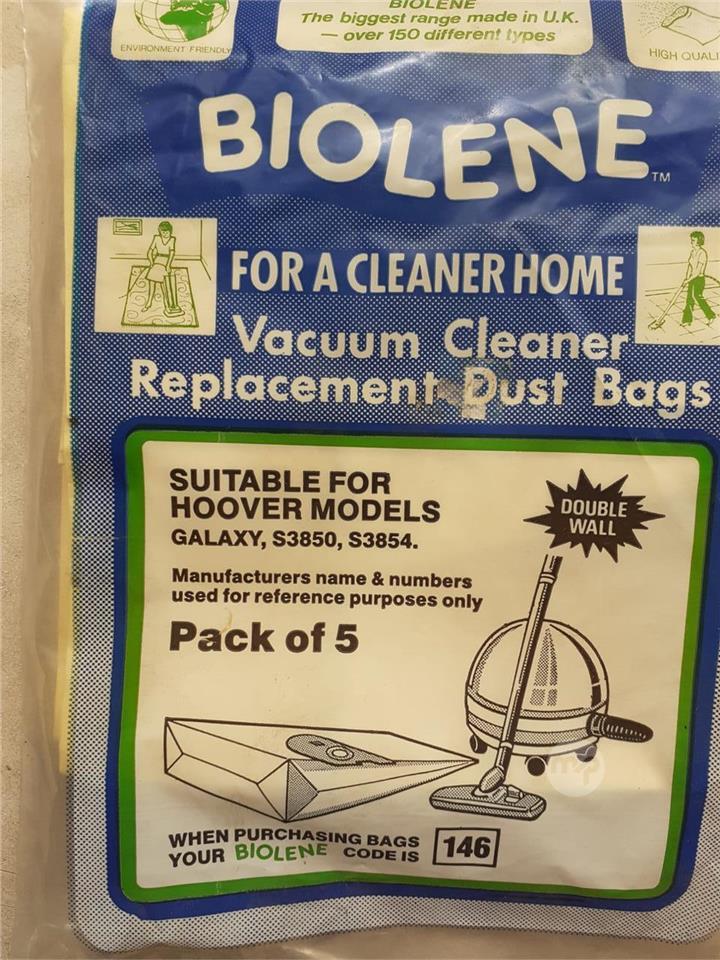 BIOLENE
The biggest range made in U.K.
— over 150 different types
ENVIRONMENT FRIENDLY
HIGH QUALI
BIOLENE™
FOR A CLEANER HOME
Vacuum Cleaner
Replacement Dust Bags
SUITABLE FOR
HOOVER MODELS
GALAXY, S3850, S3854.
DOUBLE
WALL
Manufacturers name & numbers
used for reference purposes only
Pack of 5
WHEN PURCHASING BAGS
YOUR BIOLENE CODE IS 146
mp